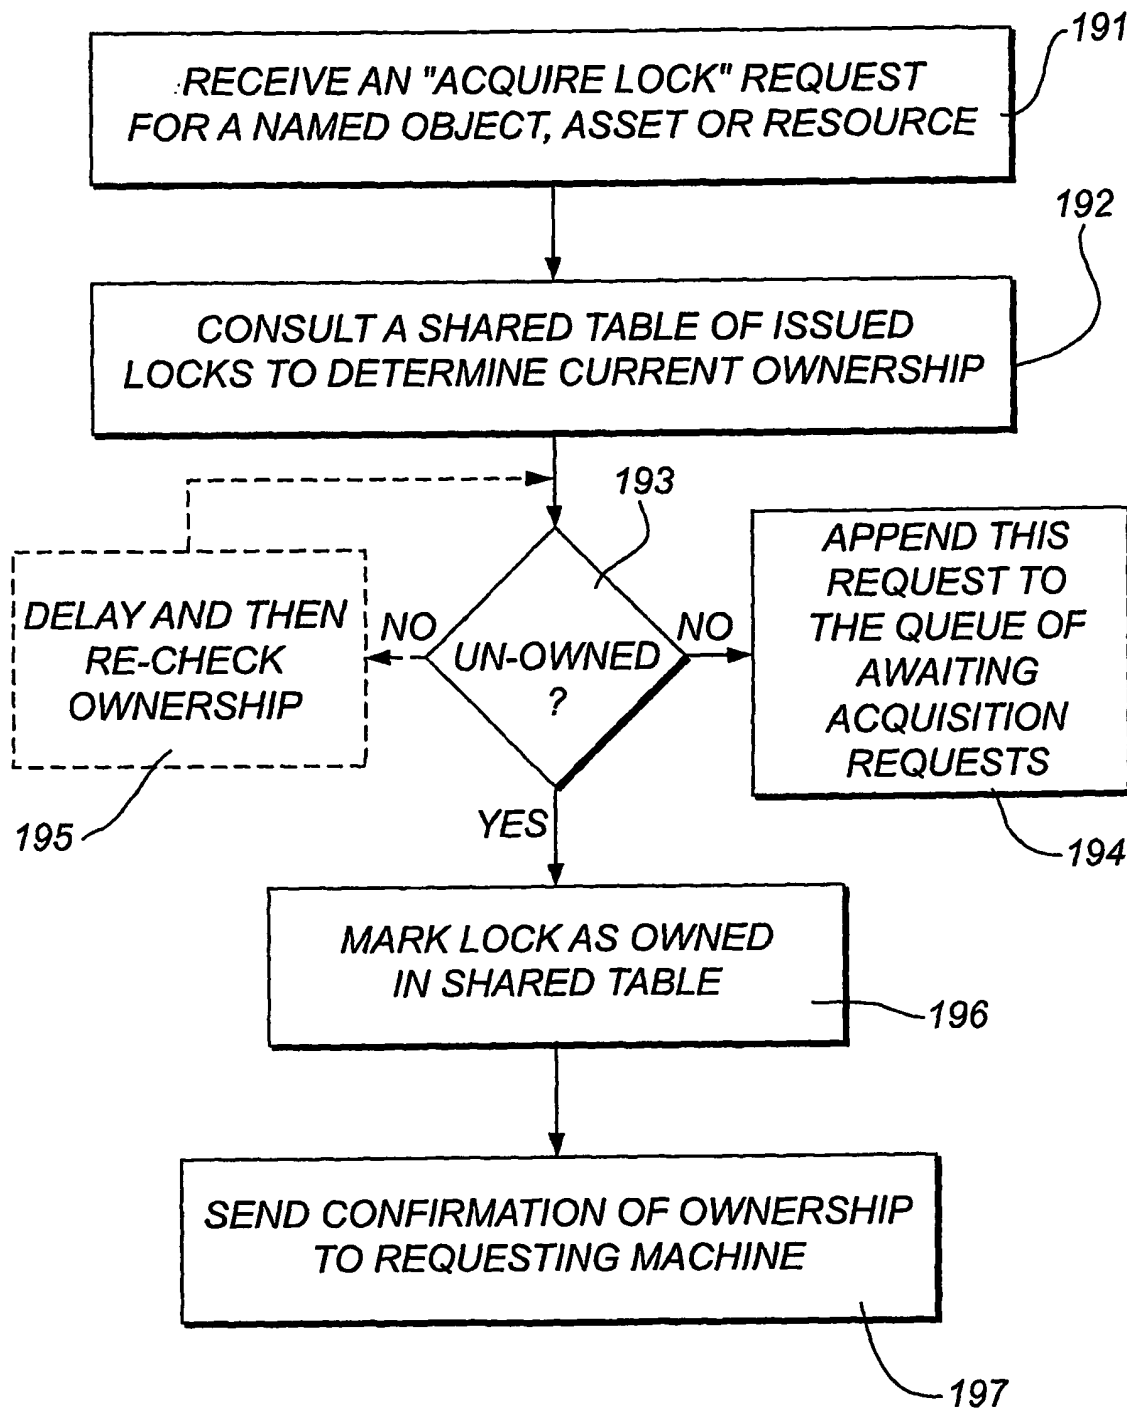 191
RECEIVE AN "ACQUIRE LOCK" REQUEST
FOR A NAMED OBJECT, ASSET OR RESOURCE
192
CONSULT A SHARED TABLE OF ISSUED
LOCKS TO DETERMINE CURRENT OWNERSHIP
193
DELAY AND THEN
RE-CHECK
OWNERSHIP
195
NO
UN-OWNED
?
NO
APPEND THIS
REQUEST TO
THE QUEUE OF
AWAITING
ACQUISITION
REQUESTS
194
YES
MARK LOCK AS OWNED
IN SHARED TABLE
196
SEND CONFIRMATION OF OWNERSHIP
TO REQUESTING MACHINE
197